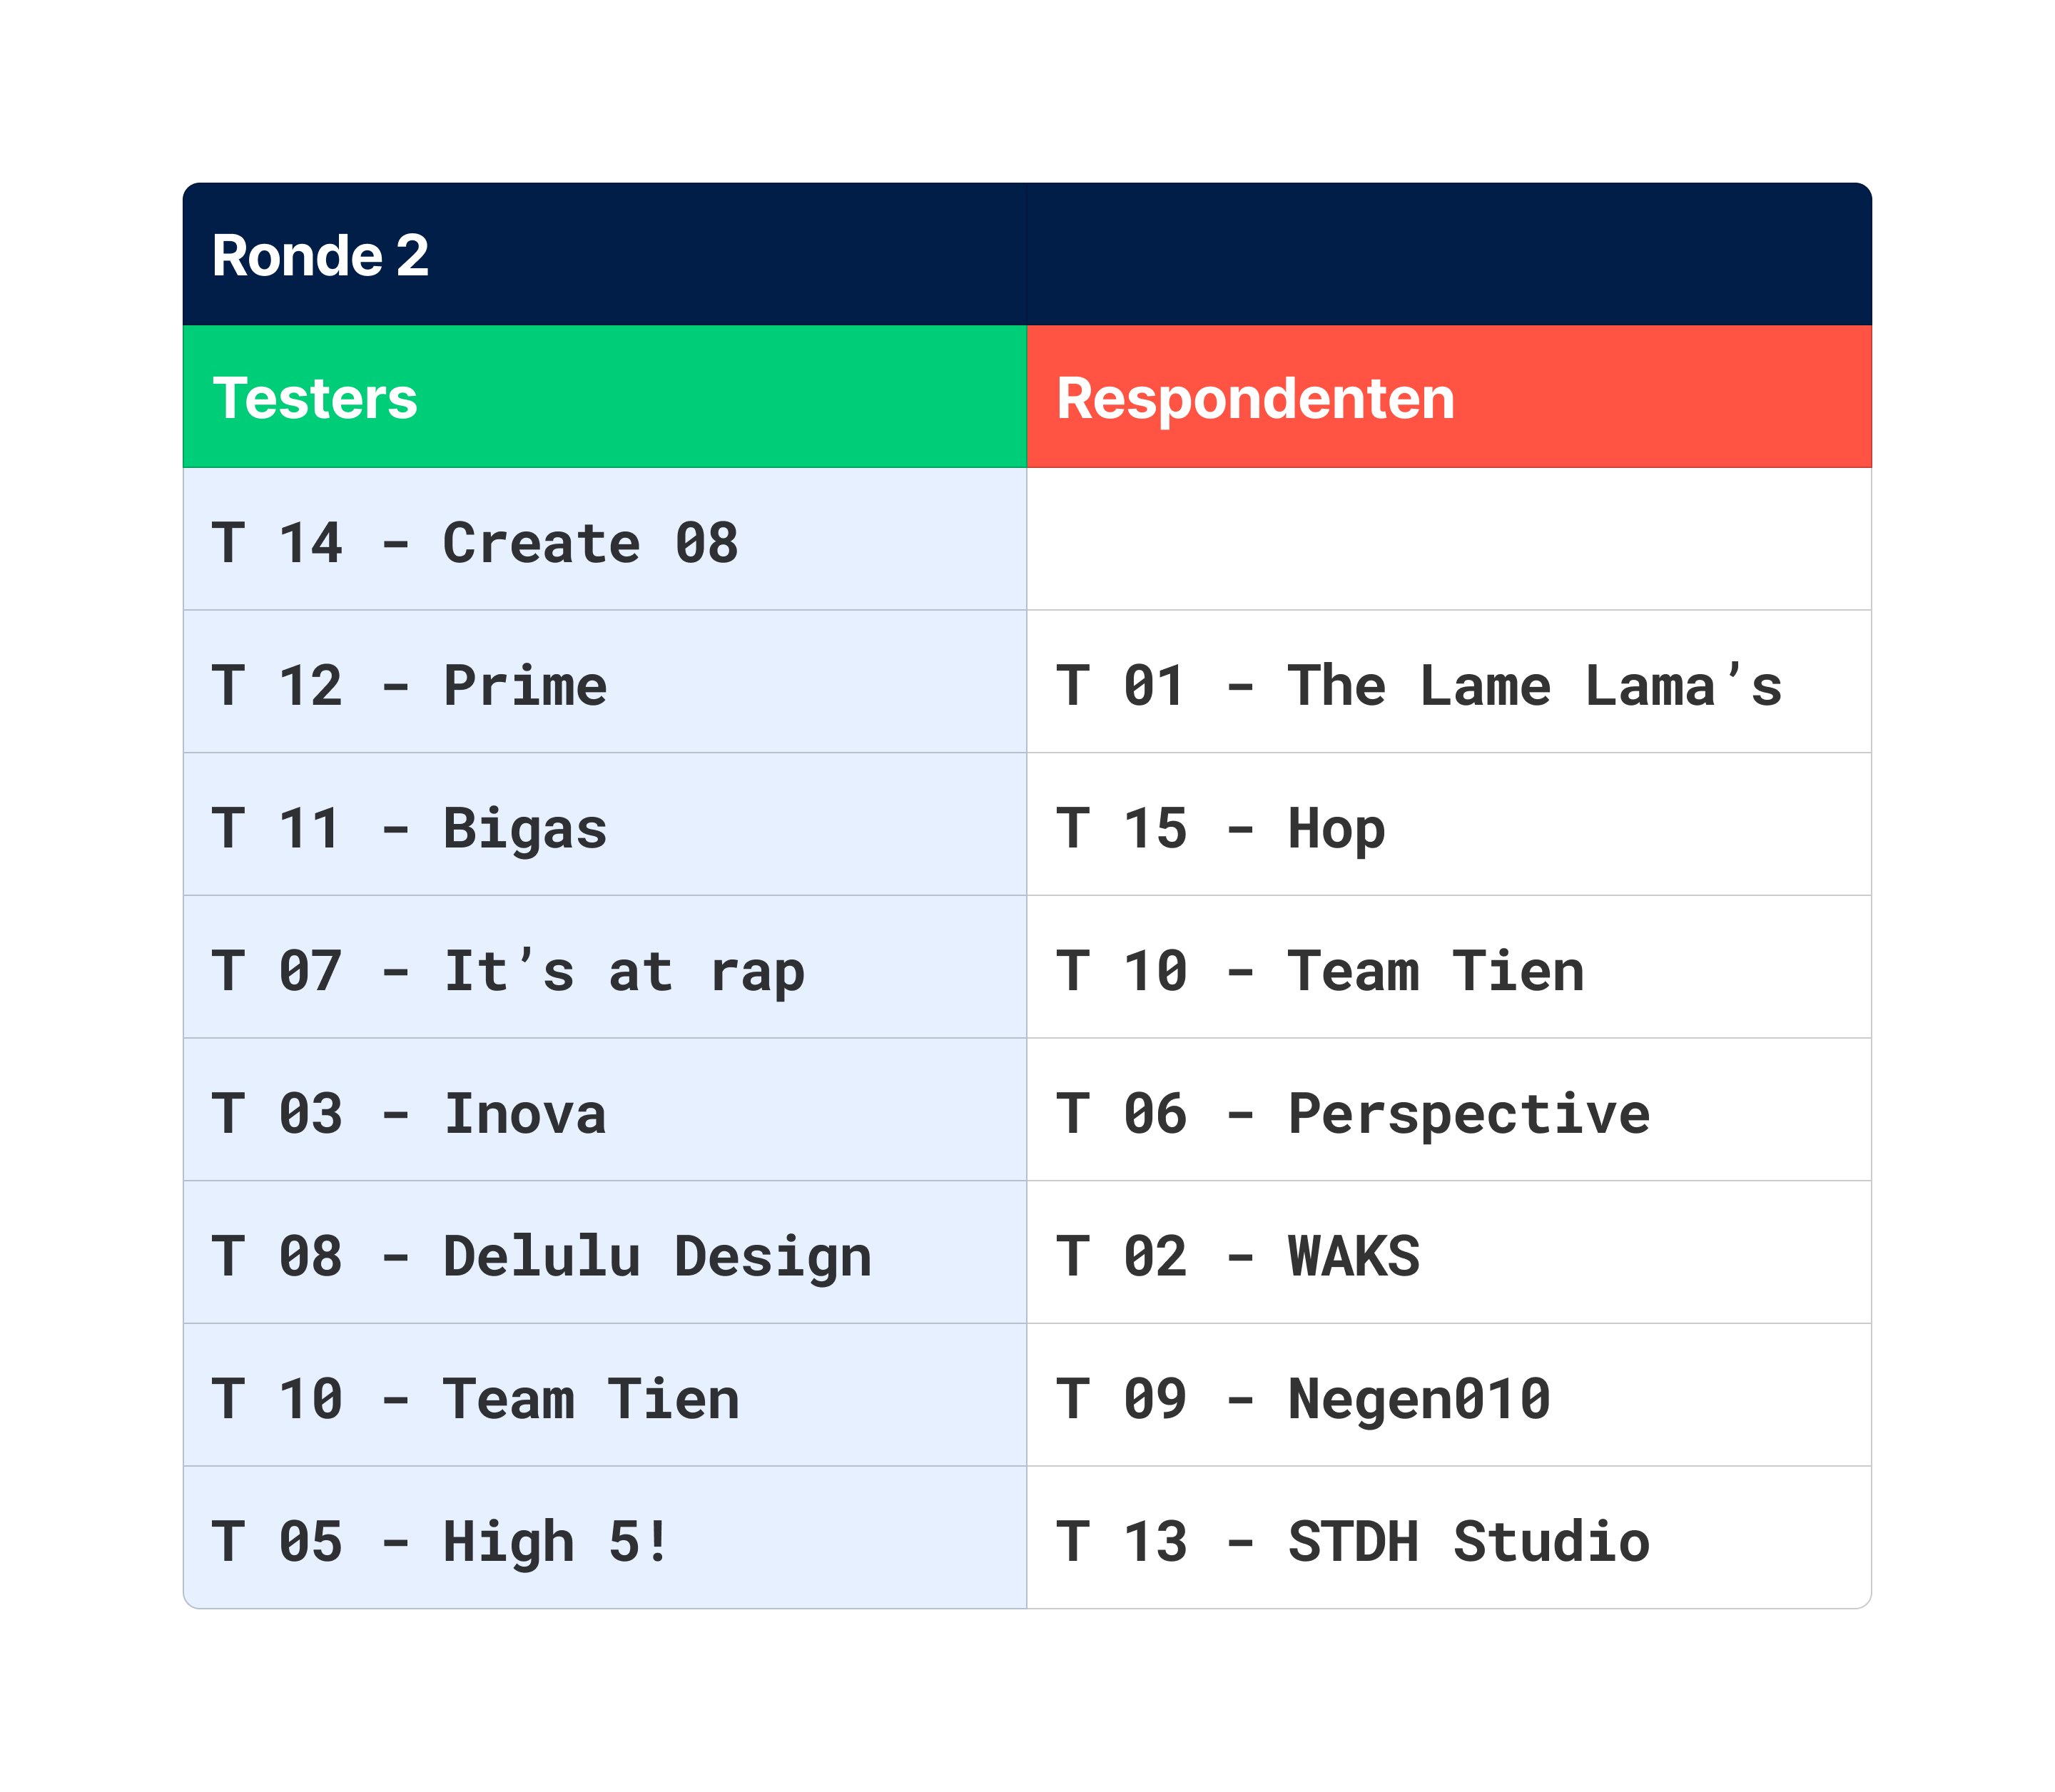 Ronde 2
Testers Respondenten
T 14 - Create 08
T 12 - Prime T 01 - The Lame Lama’s
T 11 - Bigas T 15 - Hop
T 07 - It’s at rap T 10 - Team Tien
T 03 - Inova T 06 - Perspective
T 08 - Delulu Design T 02 - WAKS
T 10 - Team Tien T 09 - Negen010
T 05 - High 5! T 13 - STDH Studio